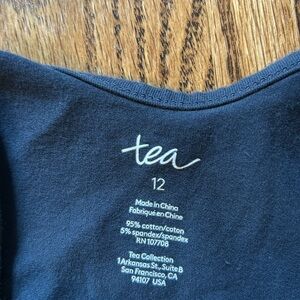 tea
12
Made in China
Fabriqué en Chine
95% cotton/coton
5% spandex/spandex
RN 107708
Tea Collection
1 Arkansas St., Suite B
San Francisco, CA
94107 USA